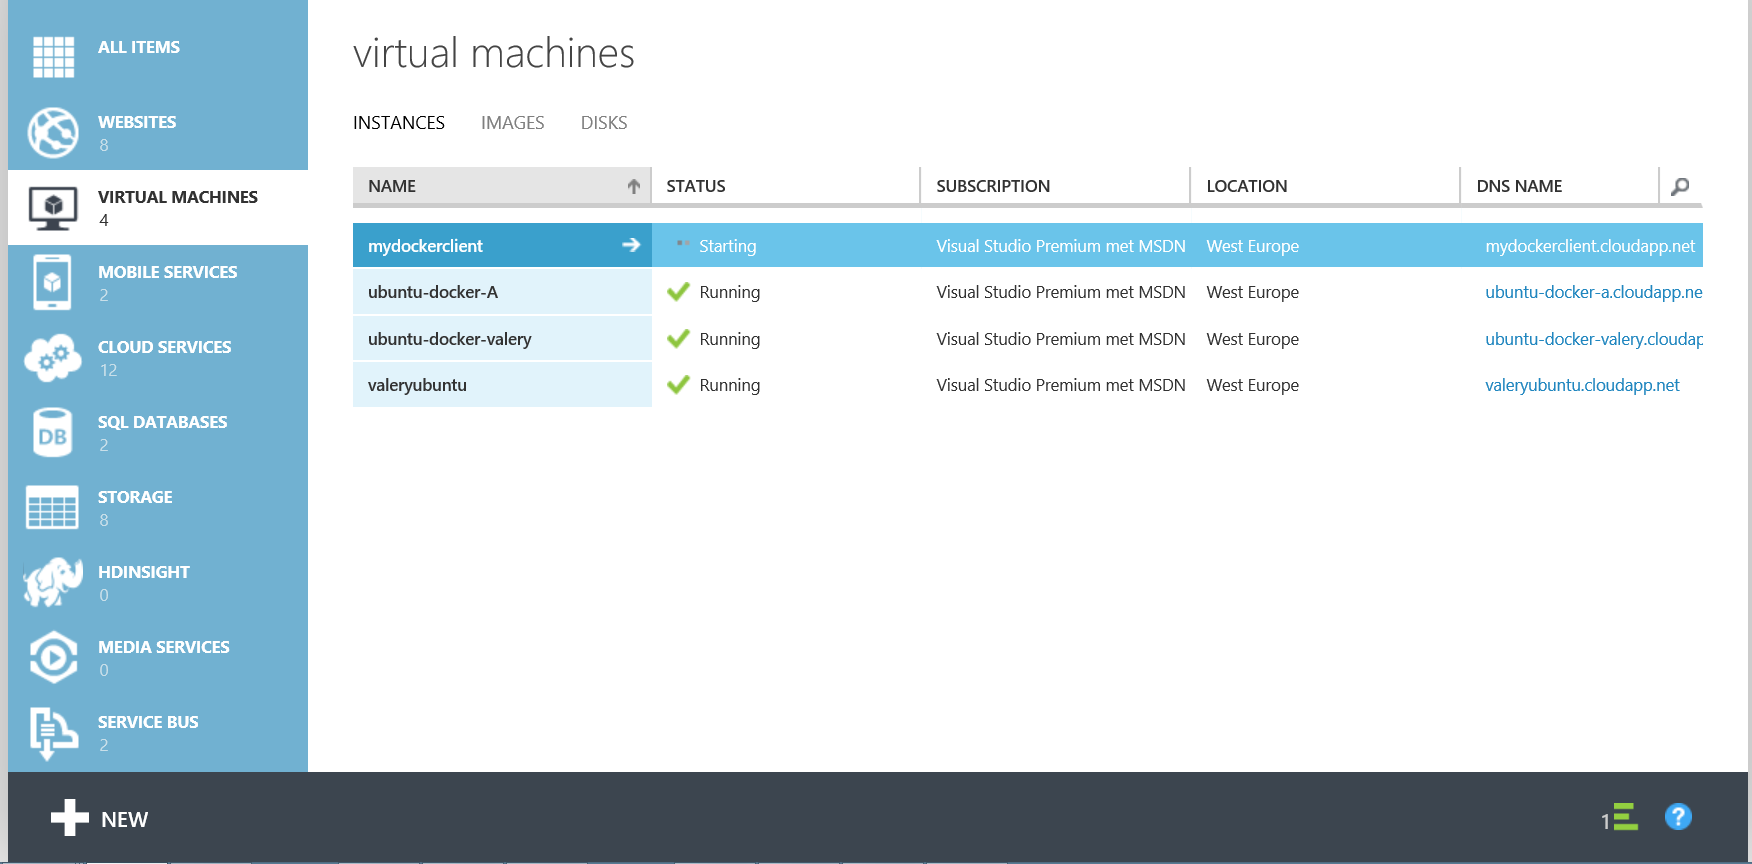 ALL ITEMS
WEBSITES
8
VIRTUAL MACHINES
4
MOBILE SERVICES
2
CLOUD SERVICES
12
SQL DATABASES
DB
2
STORAGE
8
HDINSIGHT
0
MEDIA SERVICES
0
SERVICE BUS
2
virtual machines
INSTANCES IMAGES DISKS
NAME STATUS SUBSCRIPTION LOCATION DNS NAME
mydockerclient Starting Visual Studio Premium met MSDN West Europe mydockerclient.cloudapp.net
ubuntu-docker-A Running Visual Studio Premium met MSDN West Europe ubuntu-docker-a.cloudapp.ne
ubuntu-docker-valery Running Visual Studio Premium met MSDN West Europe ubuntu-docker-valery.cloudap
valeryubuntu Running Visual Studio Premium met MSDN West Europe valeryubuntu.cloudapp.net
NEW 1 ?